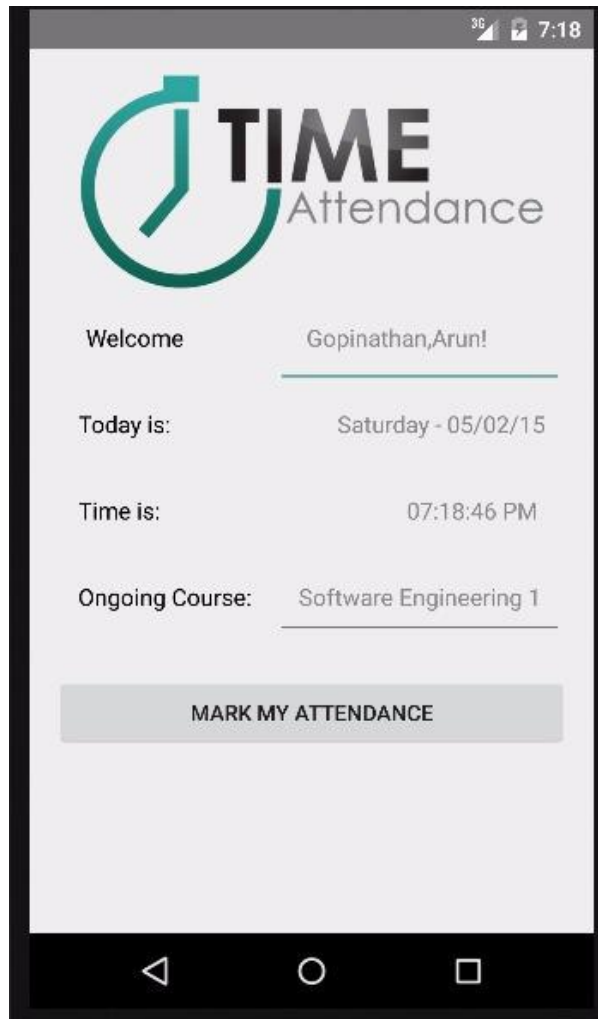 3G 7:18
TIME
Attendance
Welcome Gopinathan,Arun!
Today is: Saturday - 05/02/15
Time is: 07:18:46 PM
Ongoing Course: Software Engineering 1
MARK MY ATTENDANCE